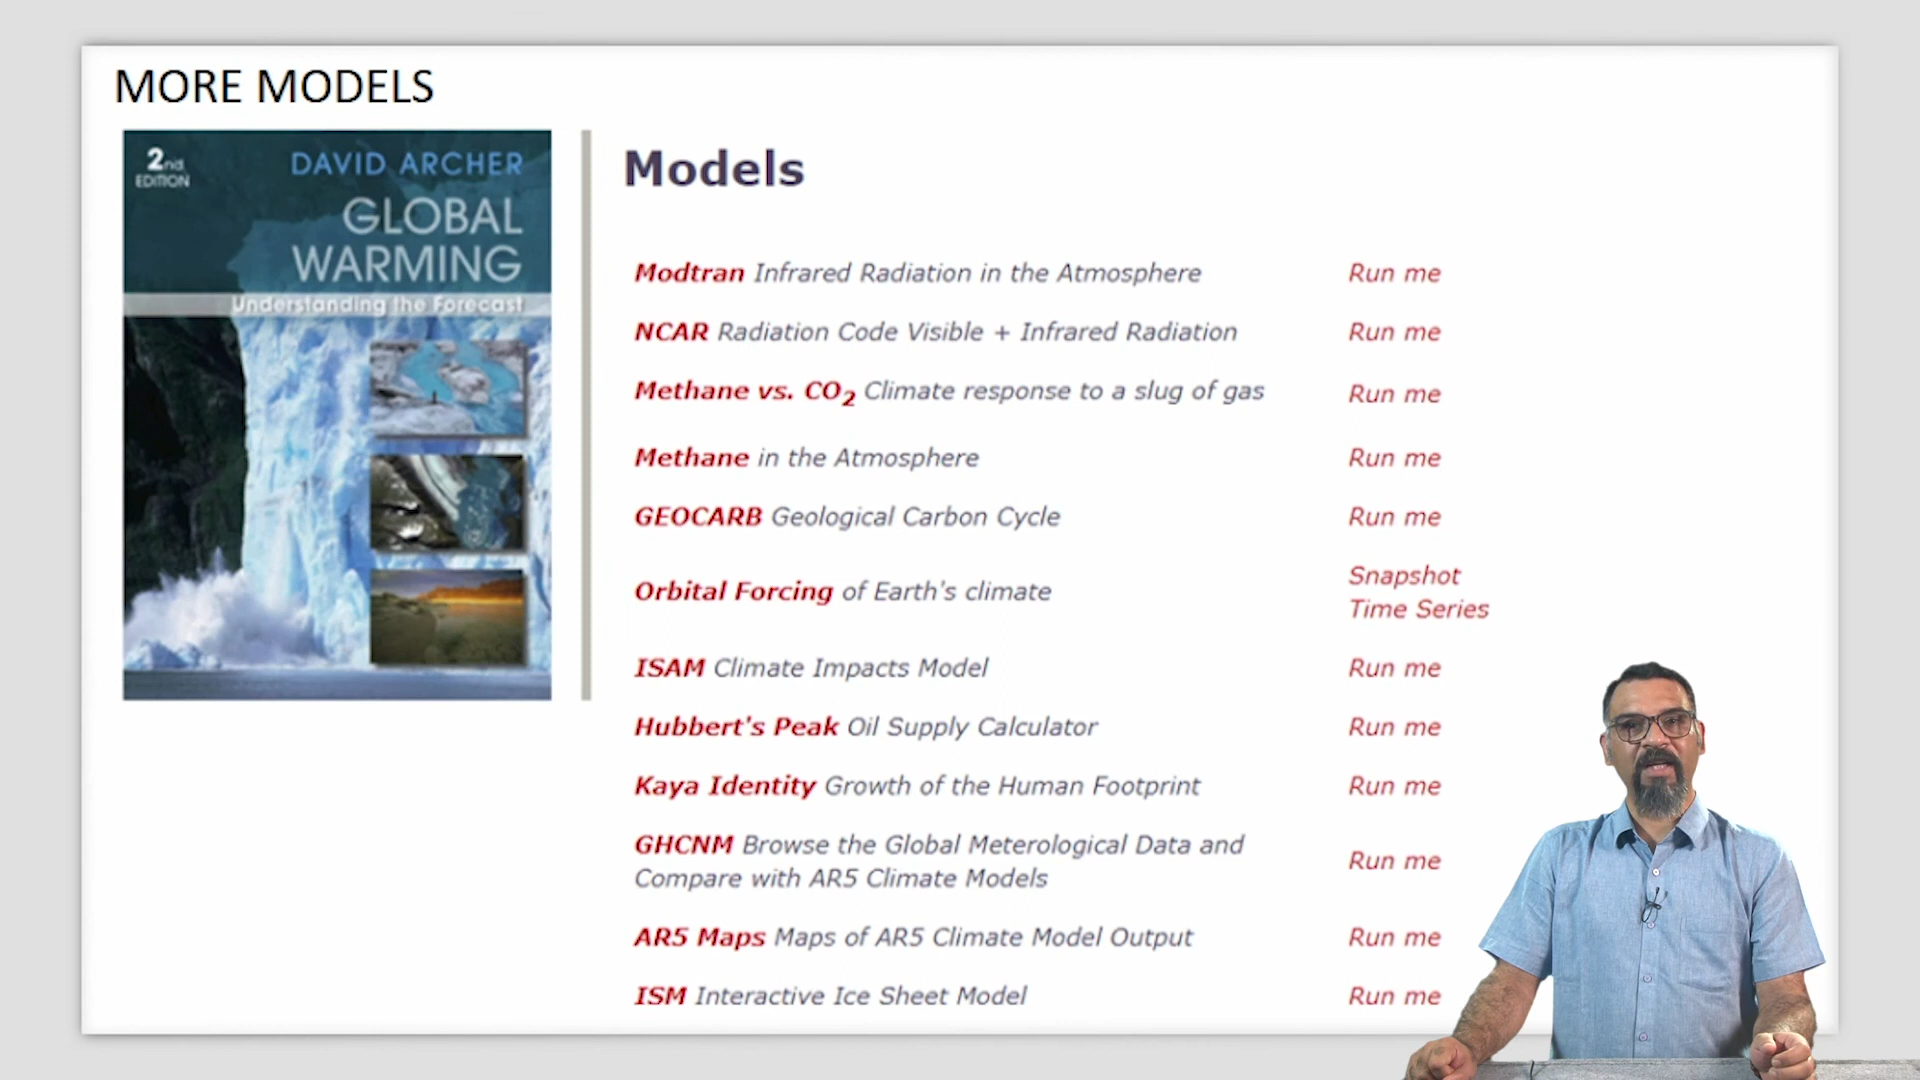 MORE MODELS
2nd
EDITION
DAVID ARCHER
GLOBAL
WARMING
Understanding the Forecast
Models
Modtran Infrared Radiation in the Atmosphere Run me
NCAR Radiation Code Visible + Infrared Radiation Run me
Methane vs. CO2 Climate response to a slug of gas Run me
Methane in the Atmosphere Run me
GEOCARB Geological Carbon Cycle Run me
Orbital Forcing of Earth's climate Snapshot
Time Series
ISAM Climate Impacts Model Run me
Hubbert's Peak Oil Supply Calculator Run me
Kaya Identity Growth of the Human Footprint Run me
GHCNM Browse the Global Meterological Data and
Compare with AR5 Climate Models Run me
AR5 Maps Maps of AR5 Climate Model Output Run me
ISM Interactive Ice Sheet Model Run me